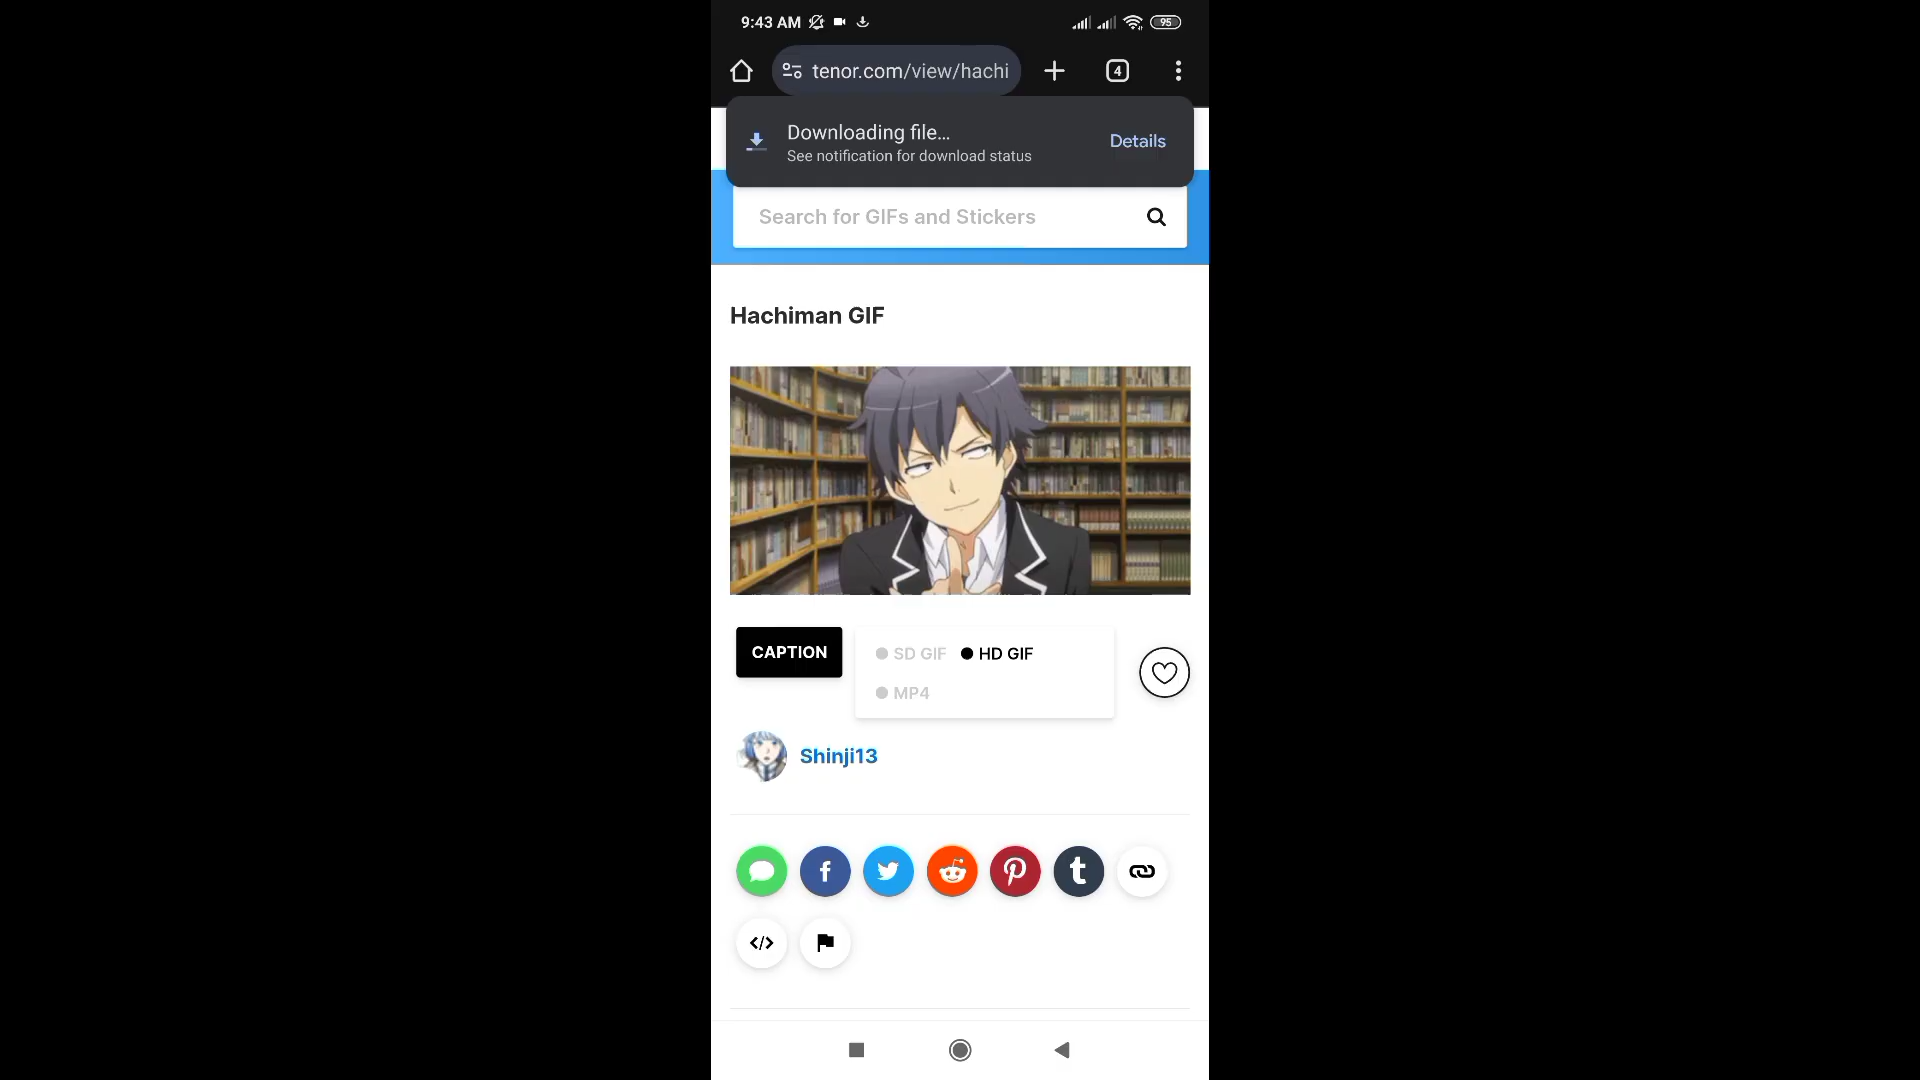 9:43 AM 95
tenor.com/view/hachi 4
Downloading file...
See notification for download status
Details
Search for GIFs and Stickers
Hachiman GIF
CAPTION
SD GIF HD GIF
MP4
Shinji13